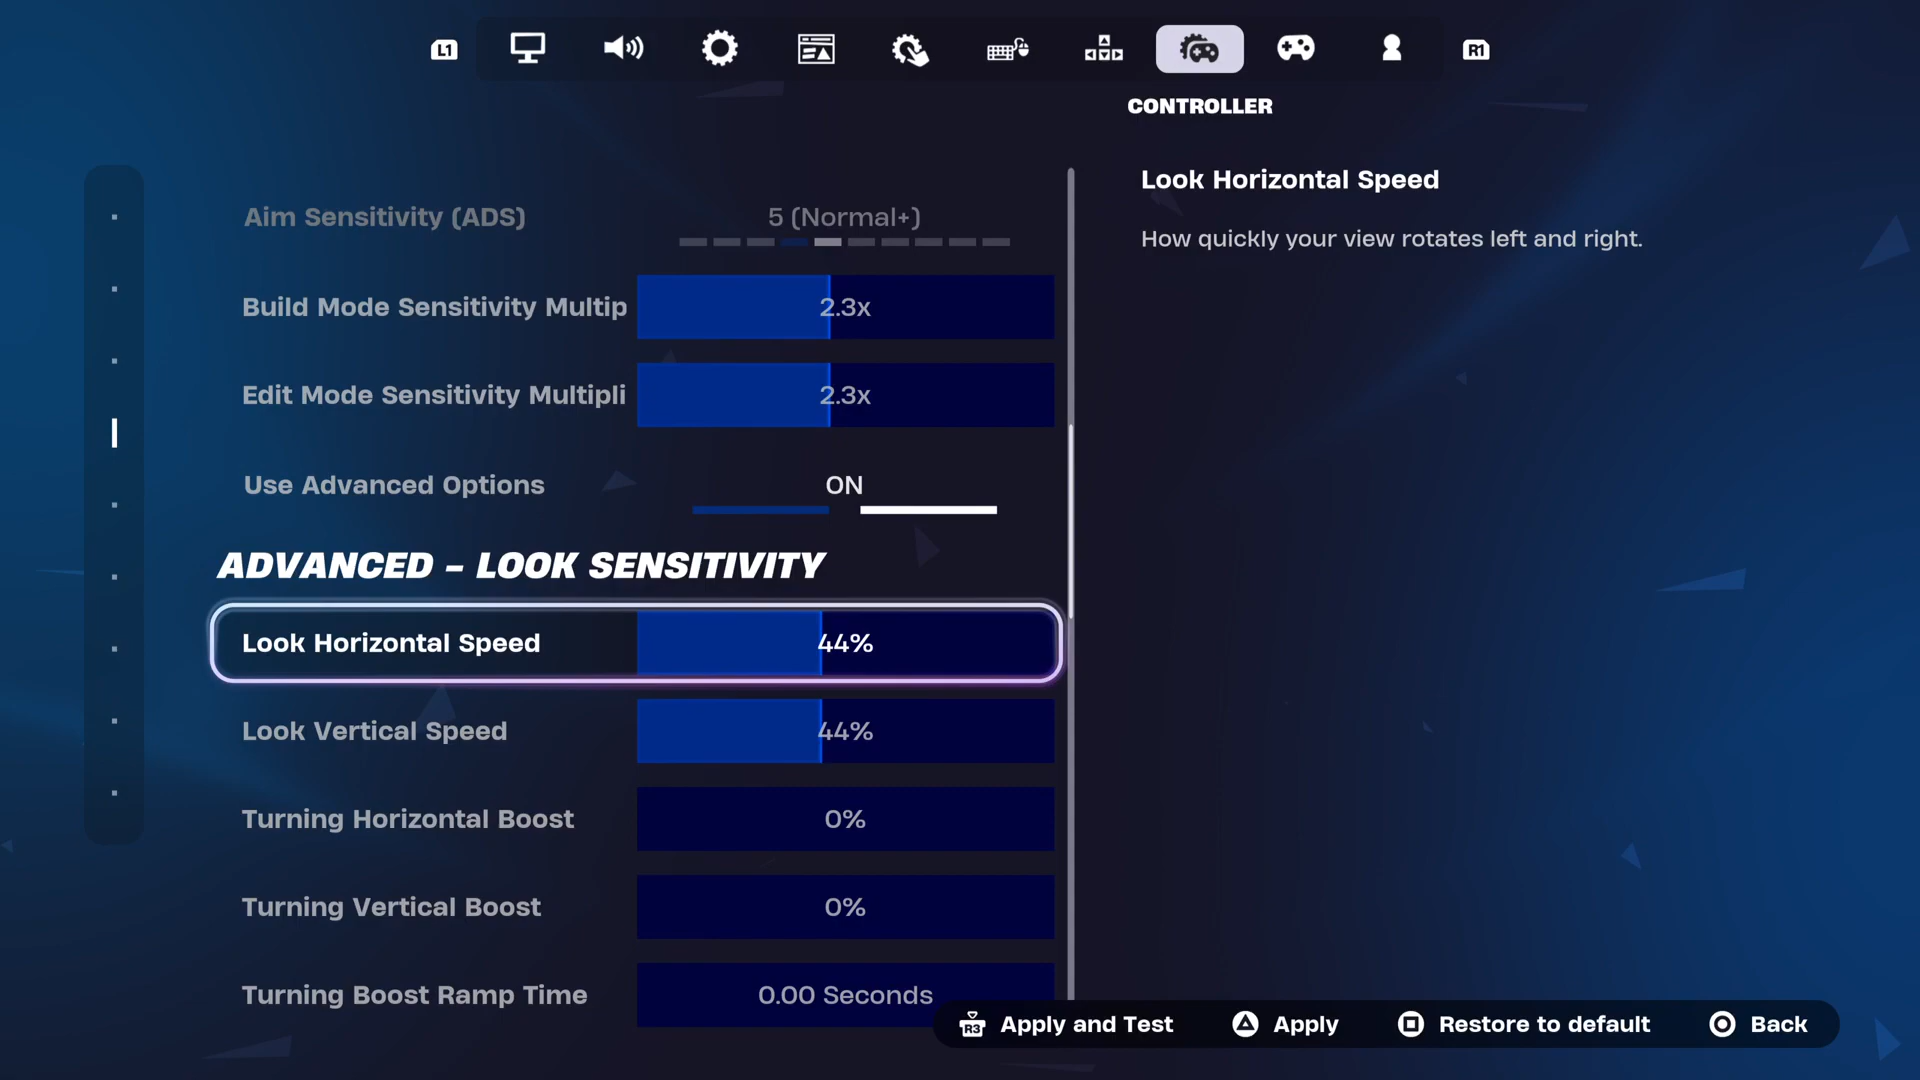 L1
R1
CONTROLLER
Look Horizontal Speed
How quickly your view rotates left and right.
Aim Sensitivity (ADS)
5 (Normal+)
Build Mode Sensitivity Multip
2.3x
Edit Mode Sensitivity Multipli
2.3x
Use Advanced Options
ON
ADVANCED - LOOK SENSITIVITY
Look Horizontal Speed
44%
Look Vertical Speed
44%
Turning Horizontal Boost
0%
Turning Vertical Boost
0%
Turning Boost Ramp Time
0.00 Seconds
R3 Apply and Test
Apply
Restore to default
Back